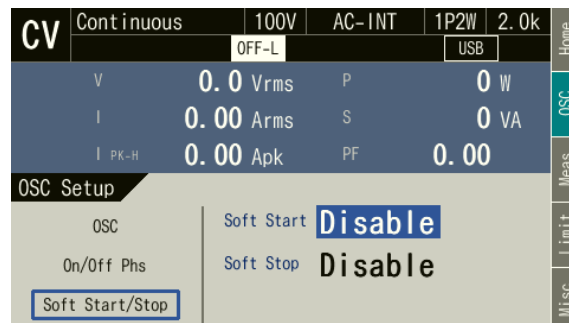 CV Continuous 100V AC-INT 1P2W 2.0k
OFF-L USB
V 0.0 Vrms P 0 W
I 0.00 Arms S 0 VA
I PK-H 0.00 Apk PF 0.00
OSC Setup
OSC
On/Off Phs
Soft Start/Stop
Soft Start Disable
Soft Stop Disable
Home
OSC
Meas
Limit
Misc